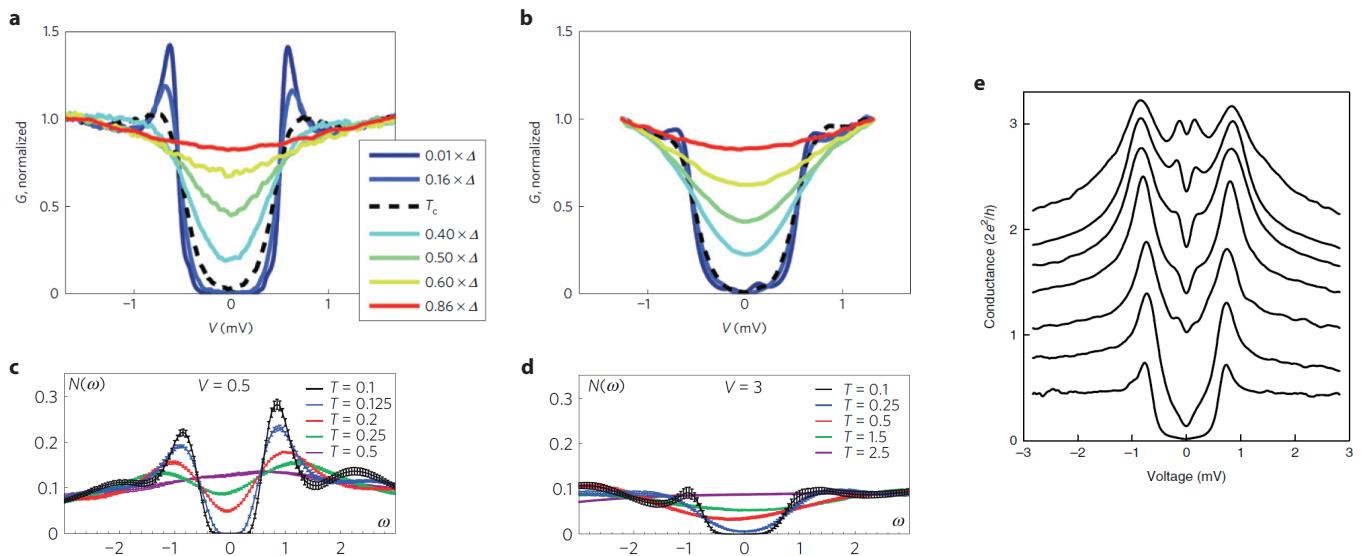 a
1.5
1.0
0.5
0
G, normalized
−1
0
1
V (mV)
0.01 × Δ
0.16 × Δ
Tc
0.40 × Δ
0.50 × Δ
0.60 × Δ
0.86 × Δ
b
1.5
1.0
0.5
0
G, normalized
−1
0
1
V (mV)
c
N(ω)
V = 0.5
T = 0.1
T = 0.125
T = 0.2
T = 0.25
T = 0.5
0.3
0.2
0.1
0
ω
−2
−1
0
1
2
d
N(ω)
V = 3
T = 0.1
T = 0.25
T = 0.5
T = 1.5
T = 2.5
0.3
0.2
0.1
0
ω
−2
−1
0
1
2
e
3
2
1
0
Conductance (2e²/h)
−3
−2
−1
0
1
2
3
Voltage (mV)